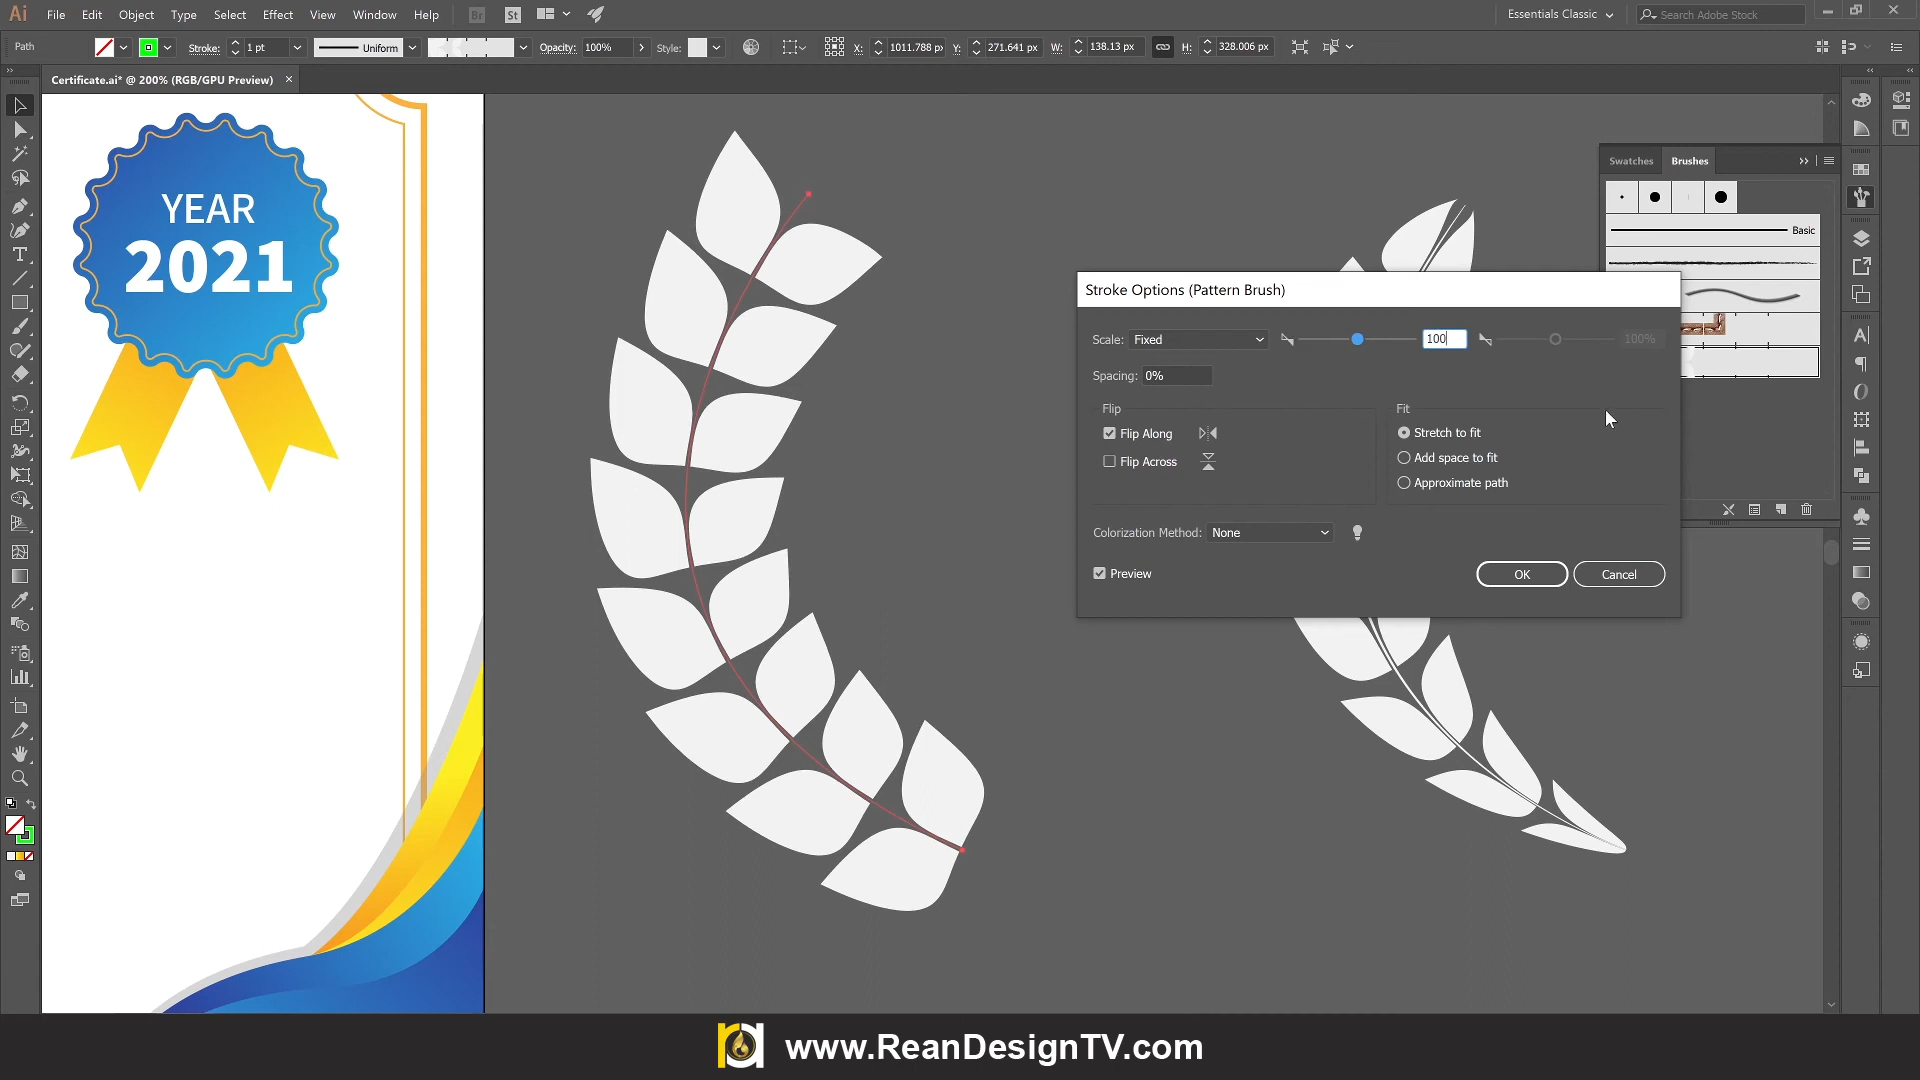 Ai File Edit Object Type Select Effect View Window Help Br St Essentials Classic Search Adobe Stock
Path Stroke: 1 pt Uniform Opacity: 100% Style: X: 1011.788 px Y: 271.641 px W: 138.13 px H: 328.006 px
Certificate.ai* @ 200% (RGB/GPU Preview) ×
YEAR
2021
Swatches Brushes
Basic
Stroke Options (Pattern Brush)
Scale: Fixed 100 100%
Spacing: 0%
Flip
Flip Along
Flip Across
Fit
Stretch to fit
Add space to fit
Approximate path
Colorization Method: None
Preview
OK Cancel
www.ReanDesignTV.com